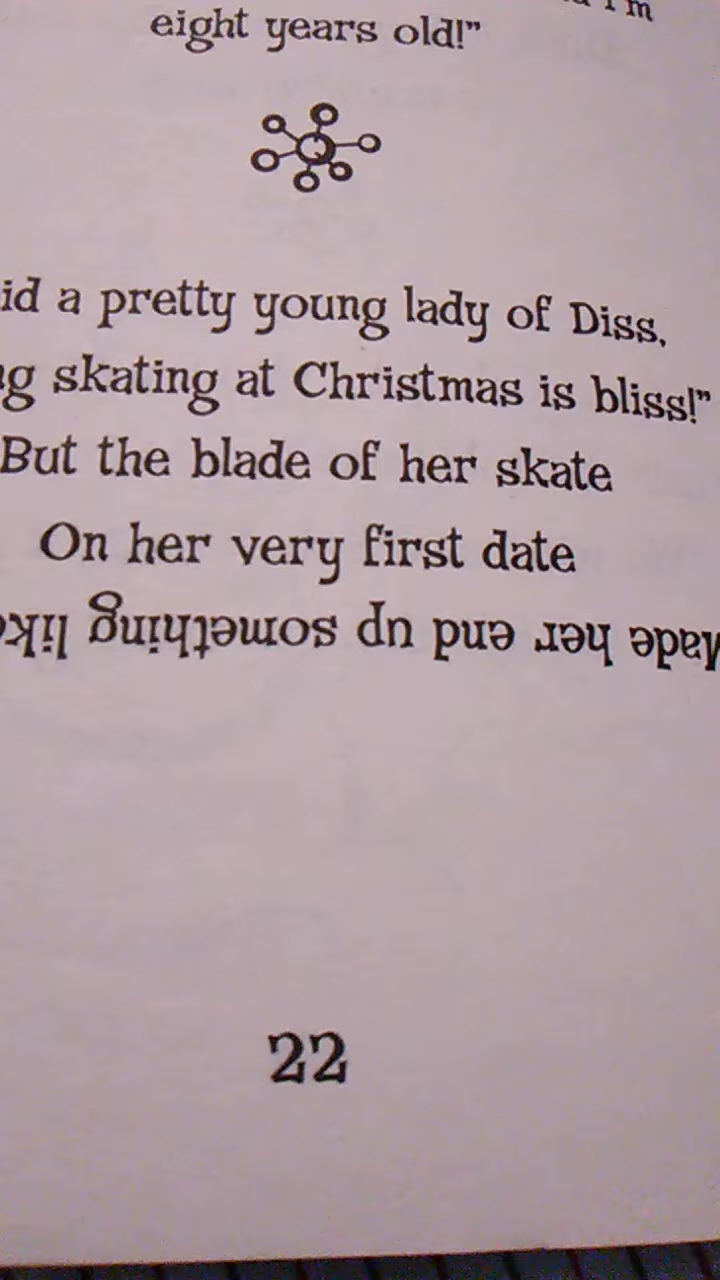 I'm
eight years old!"
id a pretty young lady of Diss,
g skating at Christmas is bliss!"
But the blade of her skate
On her very first date
Made her end up something lik
22